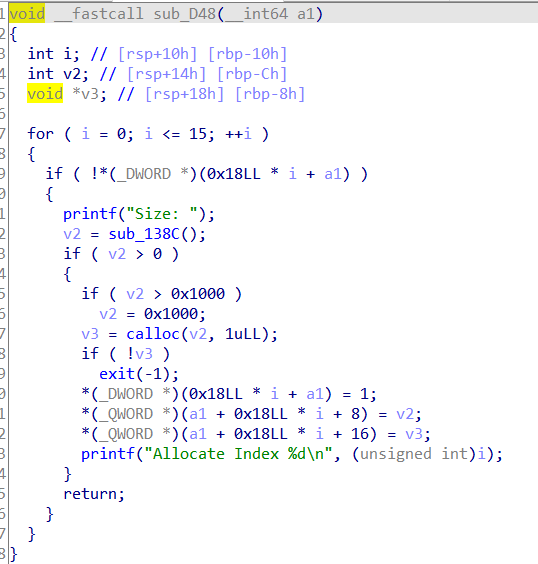 1 void __fastcall sub_D48(__int64 a1)
2 {
3 int i; // [rsp+10h] [rbp-10h]
4 int v2; // [rsp+14h] [rbp-Ch]
5 void *v3; // [rsp+18h] [rbp-8h]
6
7 for ( i = 0; i <= 15; ++i )
8 {
9 if ( !*(_DWORD *)(0x18LL * i + a1) )
0 {
1 printf("Size: ");
2 v2 = sub_138C();
3 if ( v2 > 0 )
4 {
5 if ( v2 > 0x1000 )
6 v2 = 0x1000;
7 v3 = calloc(v2, 1uLL);
8 if ( !v3 )
9 exit(-1);
0 *(_DWORD *)(0x18LL * i + a1) = 1;
1 *(_QWORD *)(a1 + 0x18LL * i + 8) = v2;
2 *(_QWORD *)(a1 + 0x18LL * i + 16) = v3;
3 printf("Allocate Index %d\n", (unsigned int)i);
4 }
5 return;
6 }
7 }
8 }